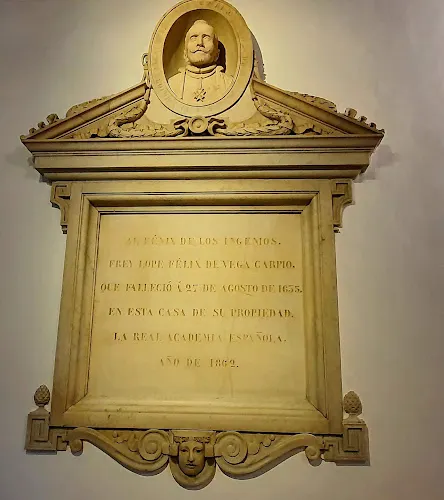 AL FÉNIX DE LOS INGENIOS,
FREY LOPE FÉLIX DE VEGA CARPIO,
QUE FALLECIÓ Á 27 DE AGOSTO DE 1635,
EN ESTA CASA DE SU PROPIEDAD,
LA REAL ACADEMIA ESPAÑOLA.
AÑO DE 1862.